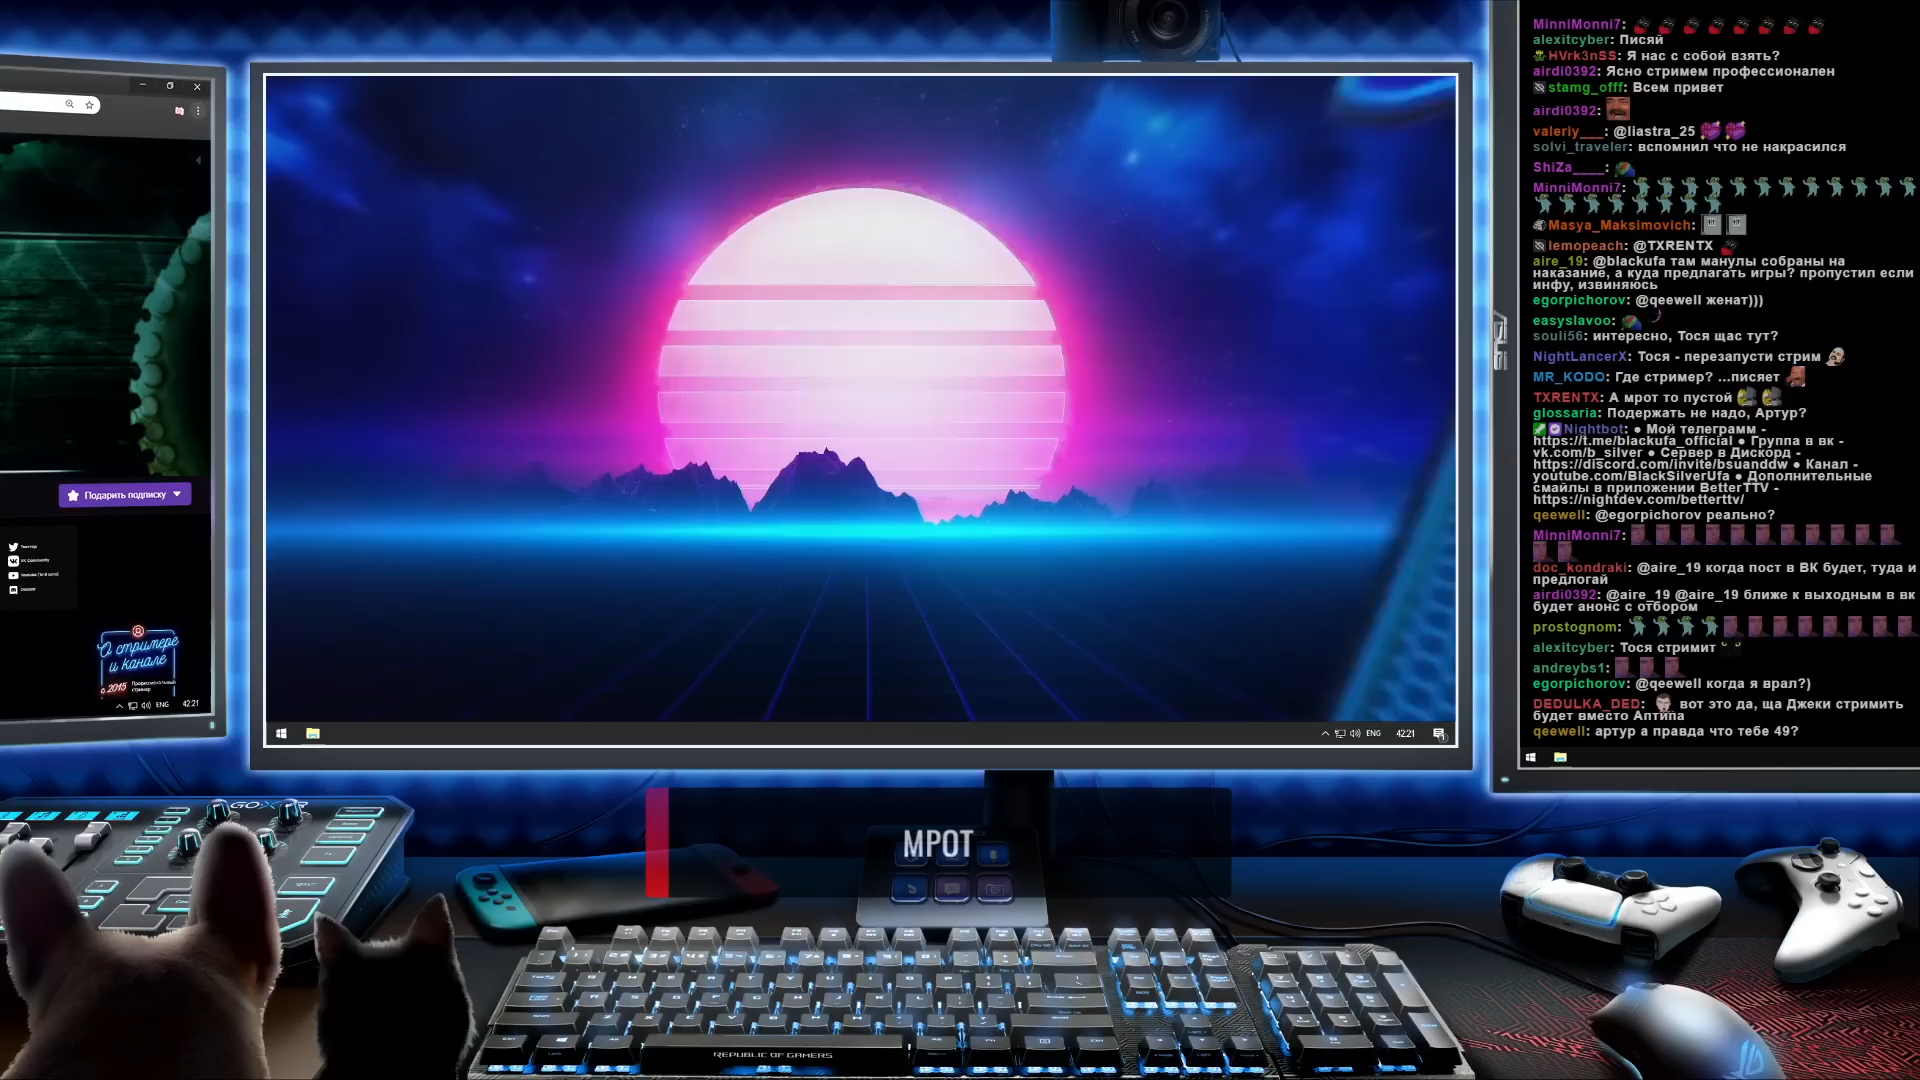 Подарить подписку
О стримере
и канале
с 2015
42:21
ENG
ENG
42:21
ASUS
MinniMonni7:
alexitcyber: Писяй
HVrk3nSS: Я нас с собой взять?
airdi0392: Ясно стримем профессионален
stamg_offf: Всем привет
airdi0392:
valeriy___: @liastra_25
solvi_traveler: вспомнил что не накрасился
ShiZa____:
MinniMonni7:
Masya_Maksimovich:
lemopeach: @TXRENTX
aire_19: @blackufa там манулы собраны на
наказание, а куда предлагать игры? пропустил если
инфу, извиняюсь
egorpichorov: @qeewell женат)))
easyslavoo:
souli56: интересно, Тося щас тут?
NightLancerX: Тося - перезапусти стрим
MR_KODO: Где стример? ...писяет
TXRENTX: А мрот то пустой
glossaria: Подержать не надо, Артур?
Nightbot: ● Мой телеграмм -
https://t.me/blackufa_official ● Группа в вк -
vk.com/b_silver ● Сервер в Дискорд -
https://discord.com/invite/bsuanddw ● Канал -
youtube.com/BlackSilverUfa ● Дополнительные
смайлы в приложении BetterTTV -
https://nightdev.com/betterttv/
qeewell: @egorpichorov реально?
MinniMonni7:
doc_kondraki: @aire_19 когда пост в ВК будет, туда и
предлогай
airdi0392: @aire_19 @aire_19 ближе к выходным в вк
будет анонс с отбором
prostognom:
alexitcyber: Тося стримит
andreybs1:
egorpichorov: @qeewell когда я врал?)
DEDULKA_DED: вот это да, ща Джеки стримить
будет вместо Аптипа
qeewell: артур а правда что тебе 49?
МРОТ
REPUBLIC OF GAMERS